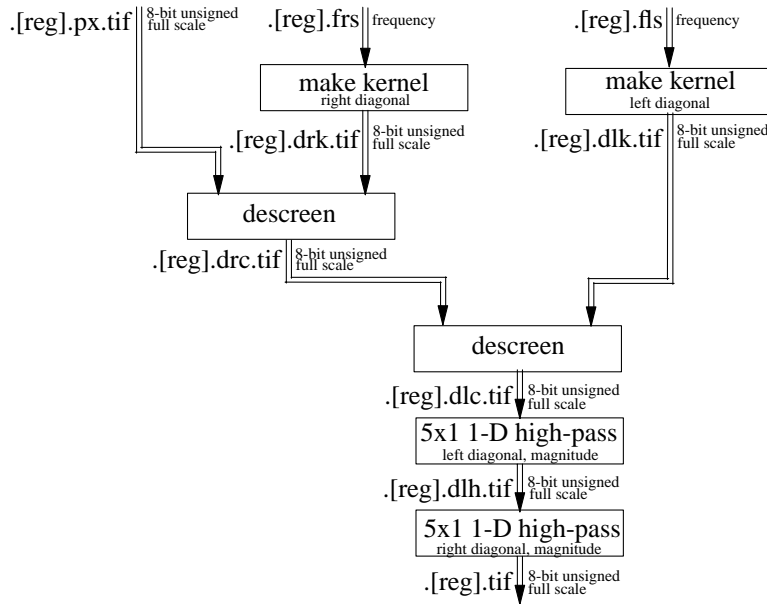 .[reg].px.tif
8-bit unsigned
full scale
.[reg].frs
frequency
.[reg].fls
frequency
make kernel
right diagonal
make kernel
left diagonal
.[reg].drk.tif
8-bit unsigned
full scale
.[reg].dlk.tif
8-bit unsigned
full scale
descreen
.[reg].drc.tif
8-bit unsigned
full scale
descreen
.[reg].dlc.tif
8-bit unsigned
full scale
5x1 1-D high-pass
left diagonal, magnitude
.[reg].dlh.tif
8-bit unsigned
full scale
5x1 1-D high-pass
right diagonal, magnitude
.[reg].tif
8-bit unsigned
full scale